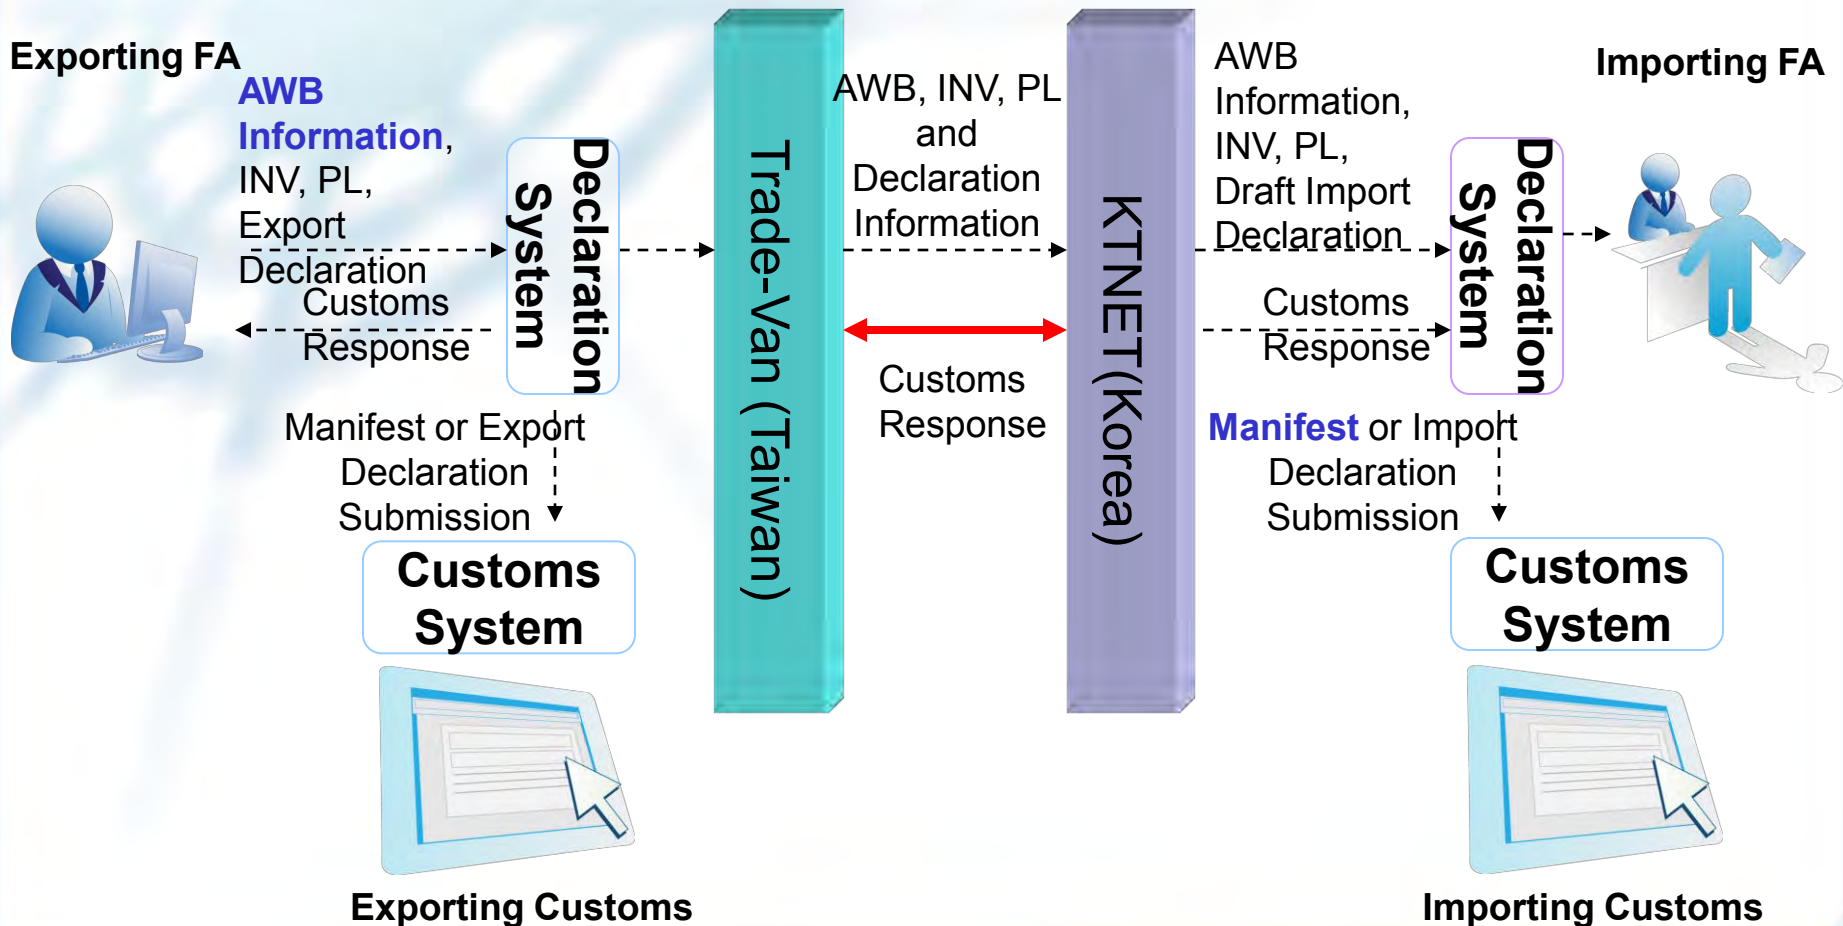 Exporting FA
AWB
Information,
INV, PL,
Export
Declaration
Customs
Response
Declaration
System
Manifest or Export
Declaration
Submission
Customs
System
Exporting Customs
Trade-Van (Taiwan)
AWB, INV, PL
and
Declaration
Information
Customs
Response
KTNET(Korea)
AWB
Information,
INV, PL,
Draft Import
Declaration
Customs
Response
Declaration
System
Importing FA
Manifest or Import
Declaration
Submission
Customs
System
Importing Customs